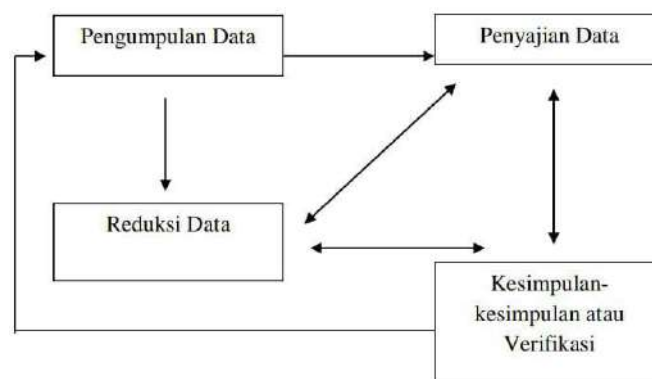 Pengumpulan Data
Penyajian Data
Reduksi Data
Kesimpulan-
kesimpulan atau
Verifikasi